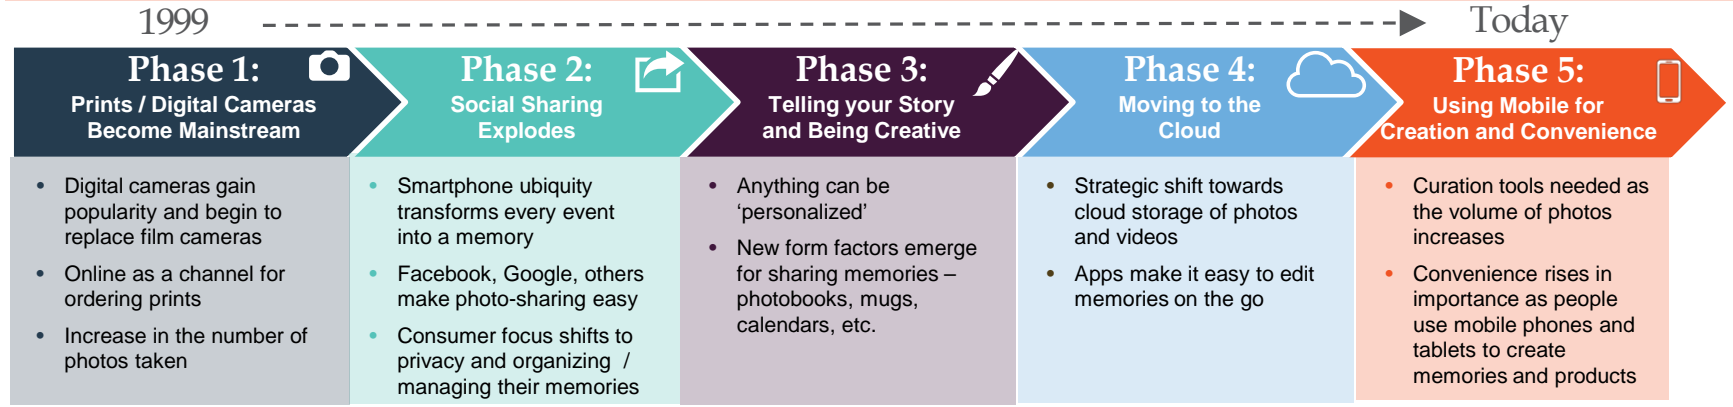 1999
Today
Phase 1:
Prints / Digital Cameras
Become Mainstream
• Digital cameras gain
popularity and begin to
replace film cameras
• Online as a channel for
ordering prints
• Increase in the number of
photos taken
Phase 2:
Social Sharing
Explodes
• Smartphone ubiquity
transforms every event
into a memory
• Facebook, Google, others
make photo-sharing easy
• Consumer focus shifts to
privacy and organizing /
managing their memories
Phase 3:
Telling your Story
and Being Creative
• Anything can be
‘personalized’
• New form factors emerge
for sharing memories –
photobooks, mugs,
calendars, etc.
Phase 4:
Moving to the
Cloud
• Strategic shift towards
cloud storage of photos
and videos
• Apps make it easy to edit
memories on the go
Phase 5:
Using Mobile for
Creation and Convenience
• Curation tools needed as
the volume of photos
increases
• Convenience rises in
importance as people
use mobile phones and
tablets to create
memories and products